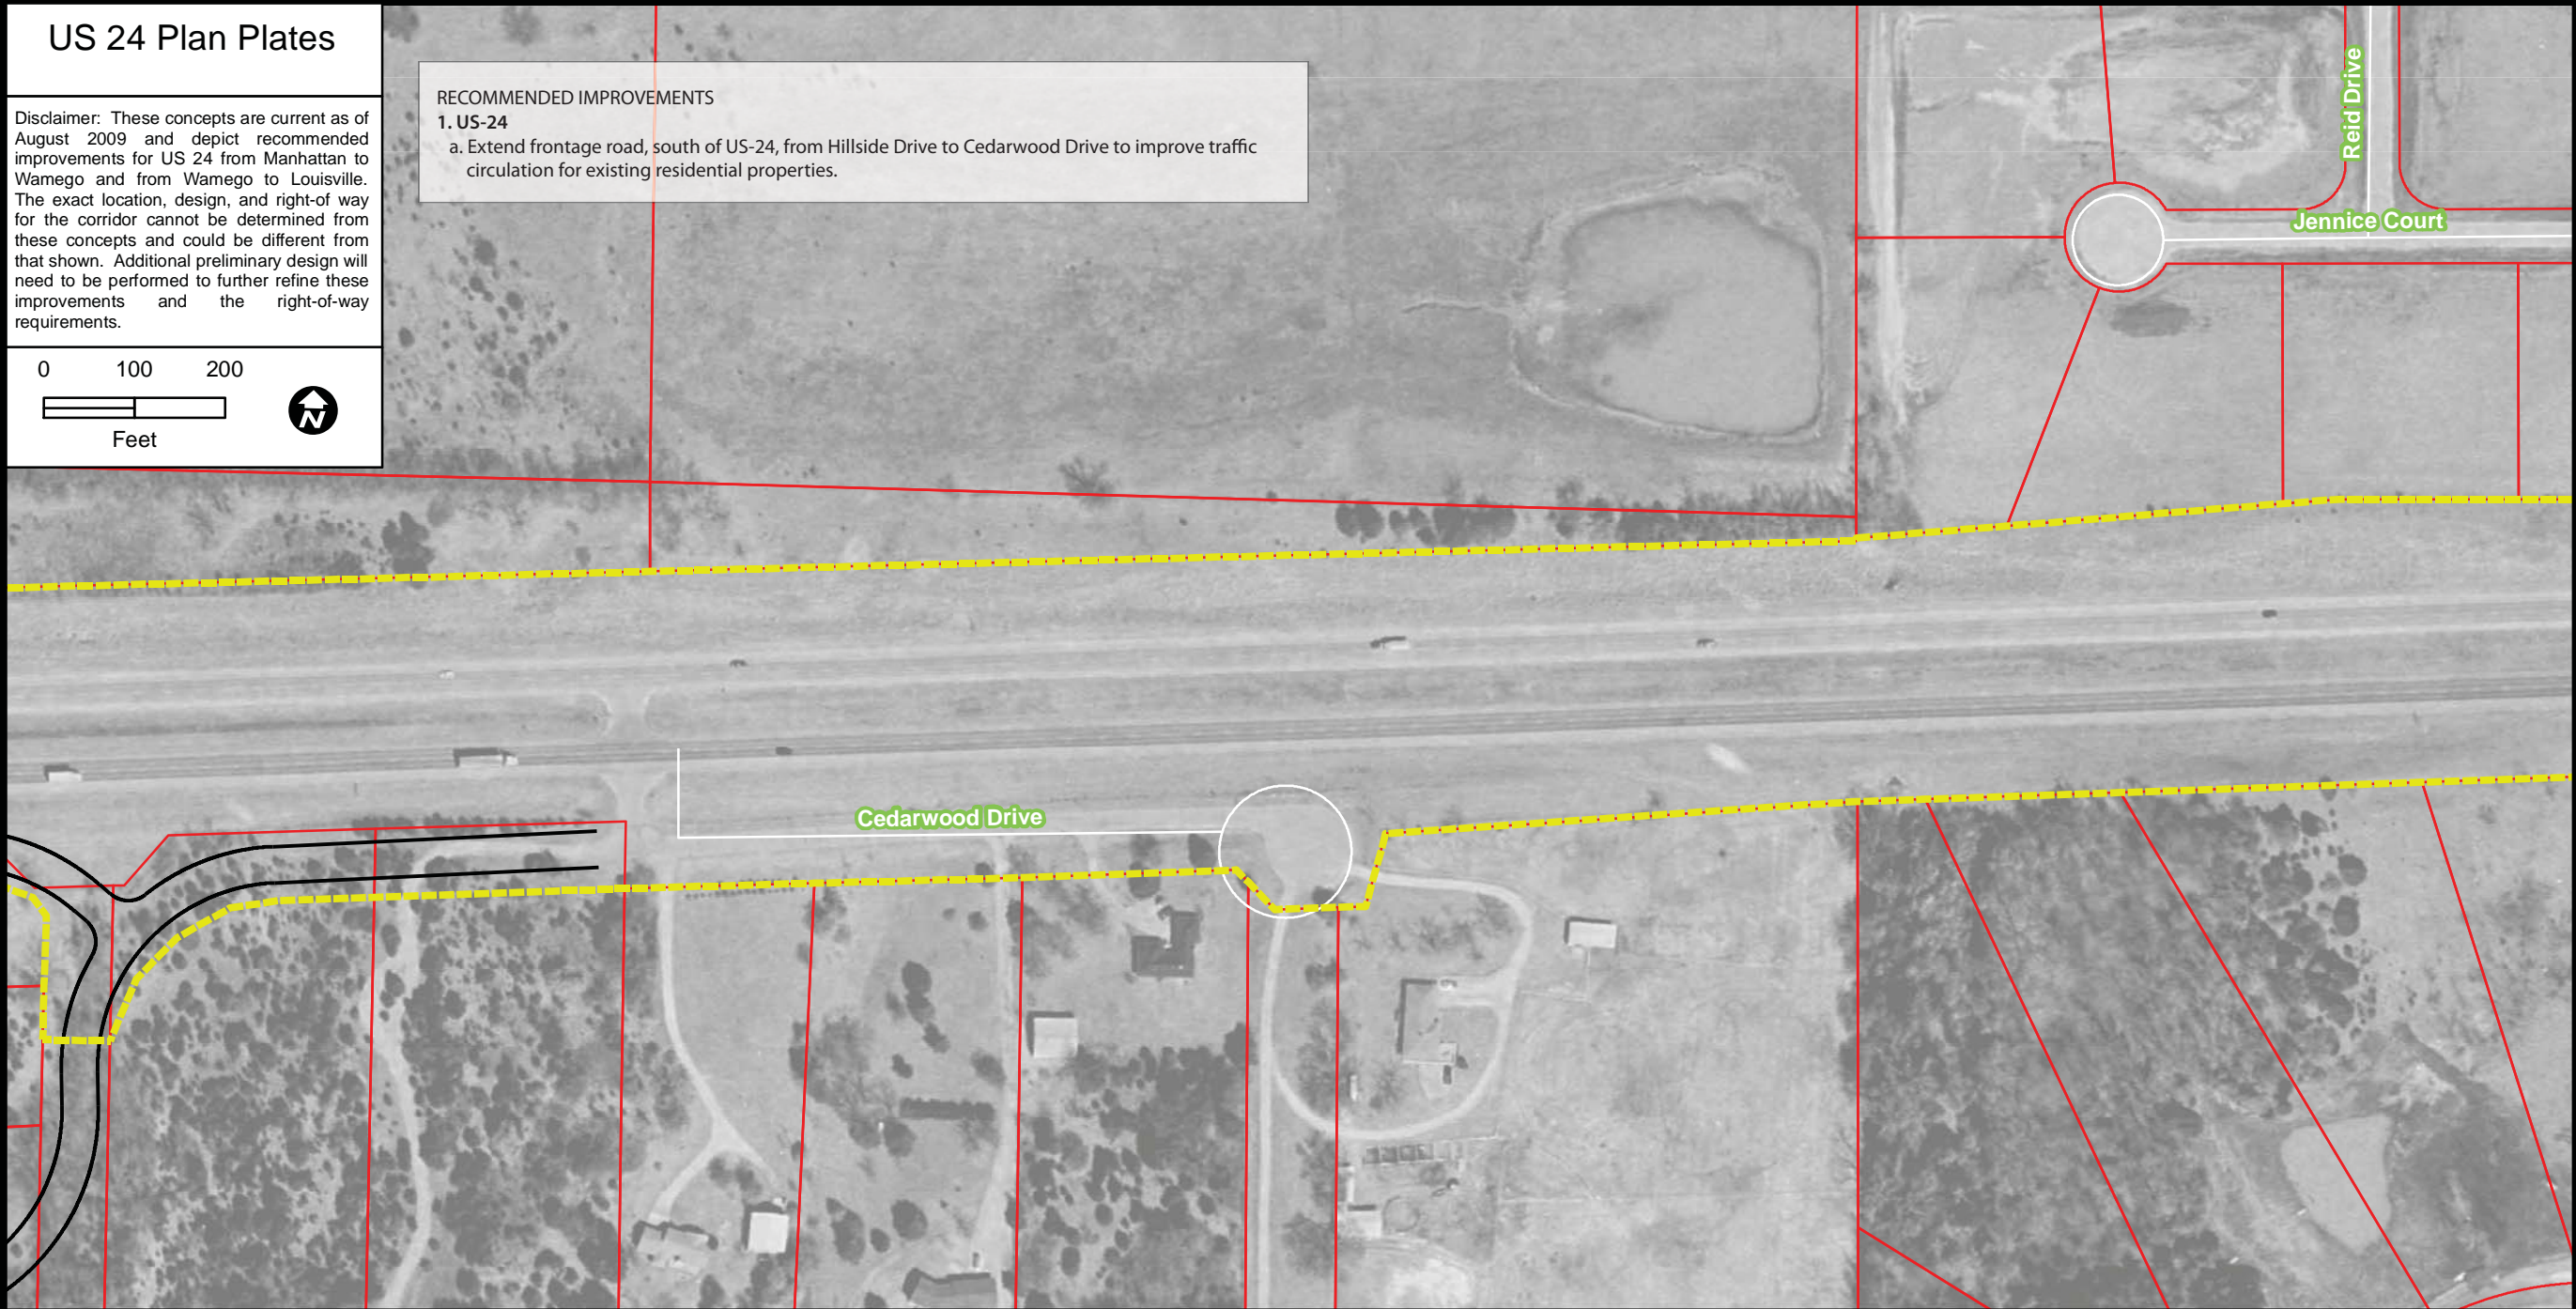 US 24 Plan Plates
Disclaimer: These concepts are current as of
August 2009 and depict recommended
improvements for US 24 from Manhattan to
Wamego and from Wamego to Louisville.
The exact location, design, and right-of way
for the corridor cannot be determined from
these concepts and could be different from
that shown. Additional preliminary design will
need to be performed to further refine these
improvements and the right-of-way
requirements.
0 100 200
Feet
N
RECOMMENDED IMPROVEMENTS
1. US-24
a. Extend frontage road, south of US-24, from Hillside Drive to Cedarwood Drive to improve traffic
circulation for existing residential properties.
Reid Drive
Jennice Court
Cedarwood Drive